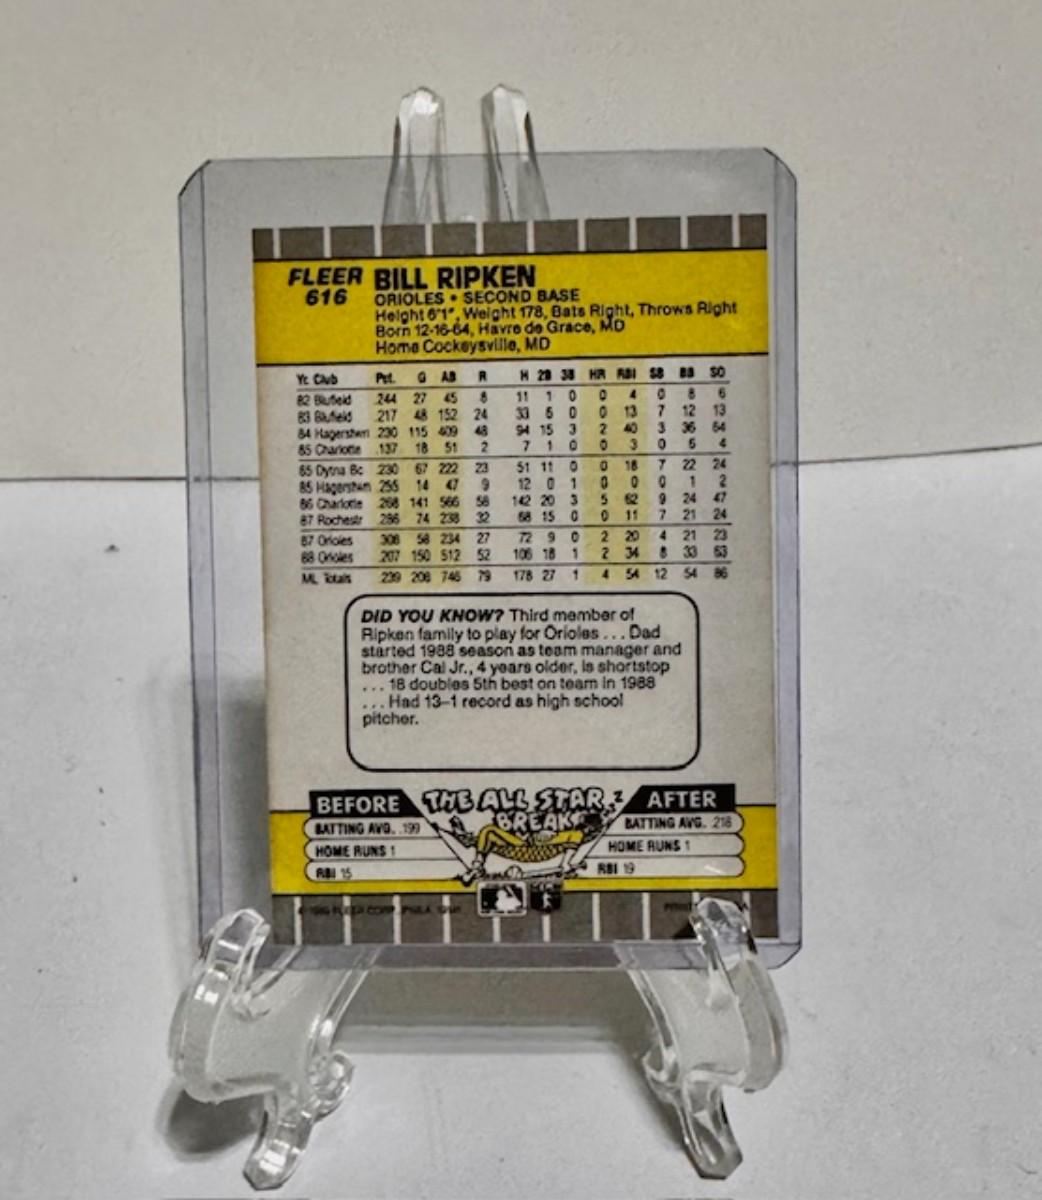 FLEER
616
BILL RIPKEN
ORIOLES • SECOND BASE
Height 6'1", Weight 178, Bats Right, Throws Right
Born 12-16-64, Havre de Grace, MD
Home Cockeysville, MD
Yr. Club Pct. G AB R H 2B 3B HR RBI SB BB SO
82 Blufield .244 27 45 8 11 1 0 0 4 0 8 6
83 Blufield .217 48 152 24 33 6 0 0 13 7 12 13
84 Hagerstwn .230 115 409 48 94 15 3 2 40 3 36 64
85 Charlotte .137 18 51 2 7 1 0 0 3 0 5 4
85 Dytna Bc .230 67 222 23 51 11 0 0 18 7 22 24
85 Hagerstwn .255 14 47 9 12 0 1 0 0 0 1 2
86 Charlotte .268 141 566 58 142 20 3 5 62 9 24 47
87 Rochestr .286 74 238 32 68 15 0 0 11 7 21 24
87 Orioles .308 58 234 27 72 9 0 2 20 4 21 23
88 Orioles .207 150 512 52 106 18 1 2 34 8 33 63
ML Totals .239 208 746 79 178 27 1 4 54 12 54 86
DID YOU KNOW? Third member of
Ripken family to play for Orioles . . . Dad
started 1988 season as team manager and
brother Cal Jr., 4 years older, is shortstop
. . . 18 doubles 5th best on team in 1988
. . . Had 13–1 record as high school
pitcher.
BEFORE THE ALL STAR BREAK AFTER
BATTING AVG. .199 BATTING AVG. .218
HOME RUNS 1 HOME RUNS 1
RBI 15 RBI 19
FLEER CORP., PHILA.